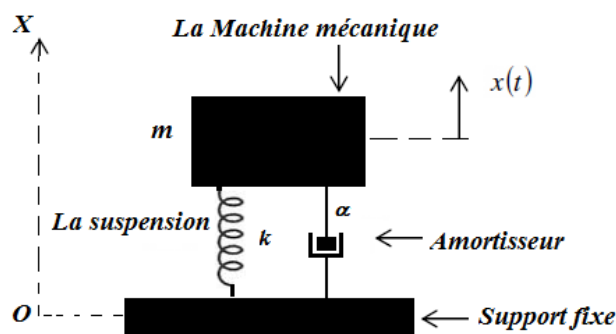 X
La Machine mécanique
x(t)
m
La suspension
k
α
Amortisseur
O
Support fixe